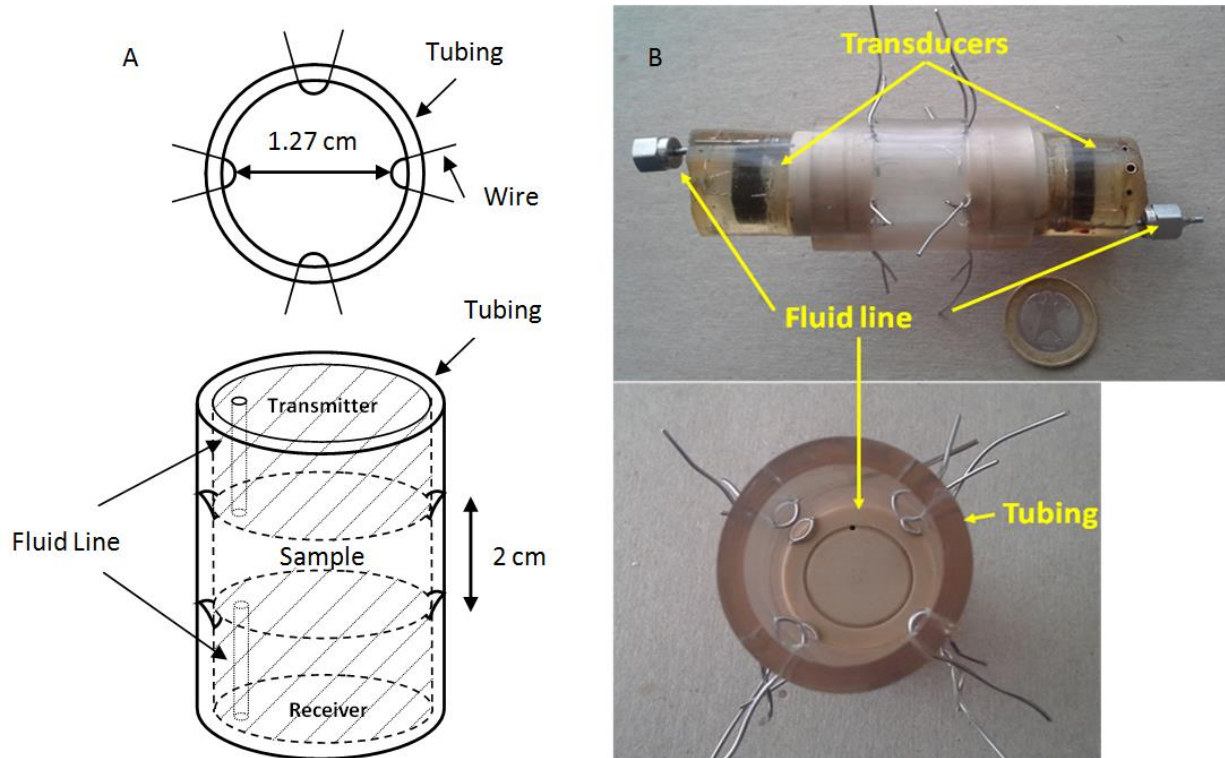 A
Tubing
1.27 cm
Wire
Tubing
Transmitter
Fluid Line
Sample
2 cm
Receiver
B
Transducers
Fluid line
Tubing